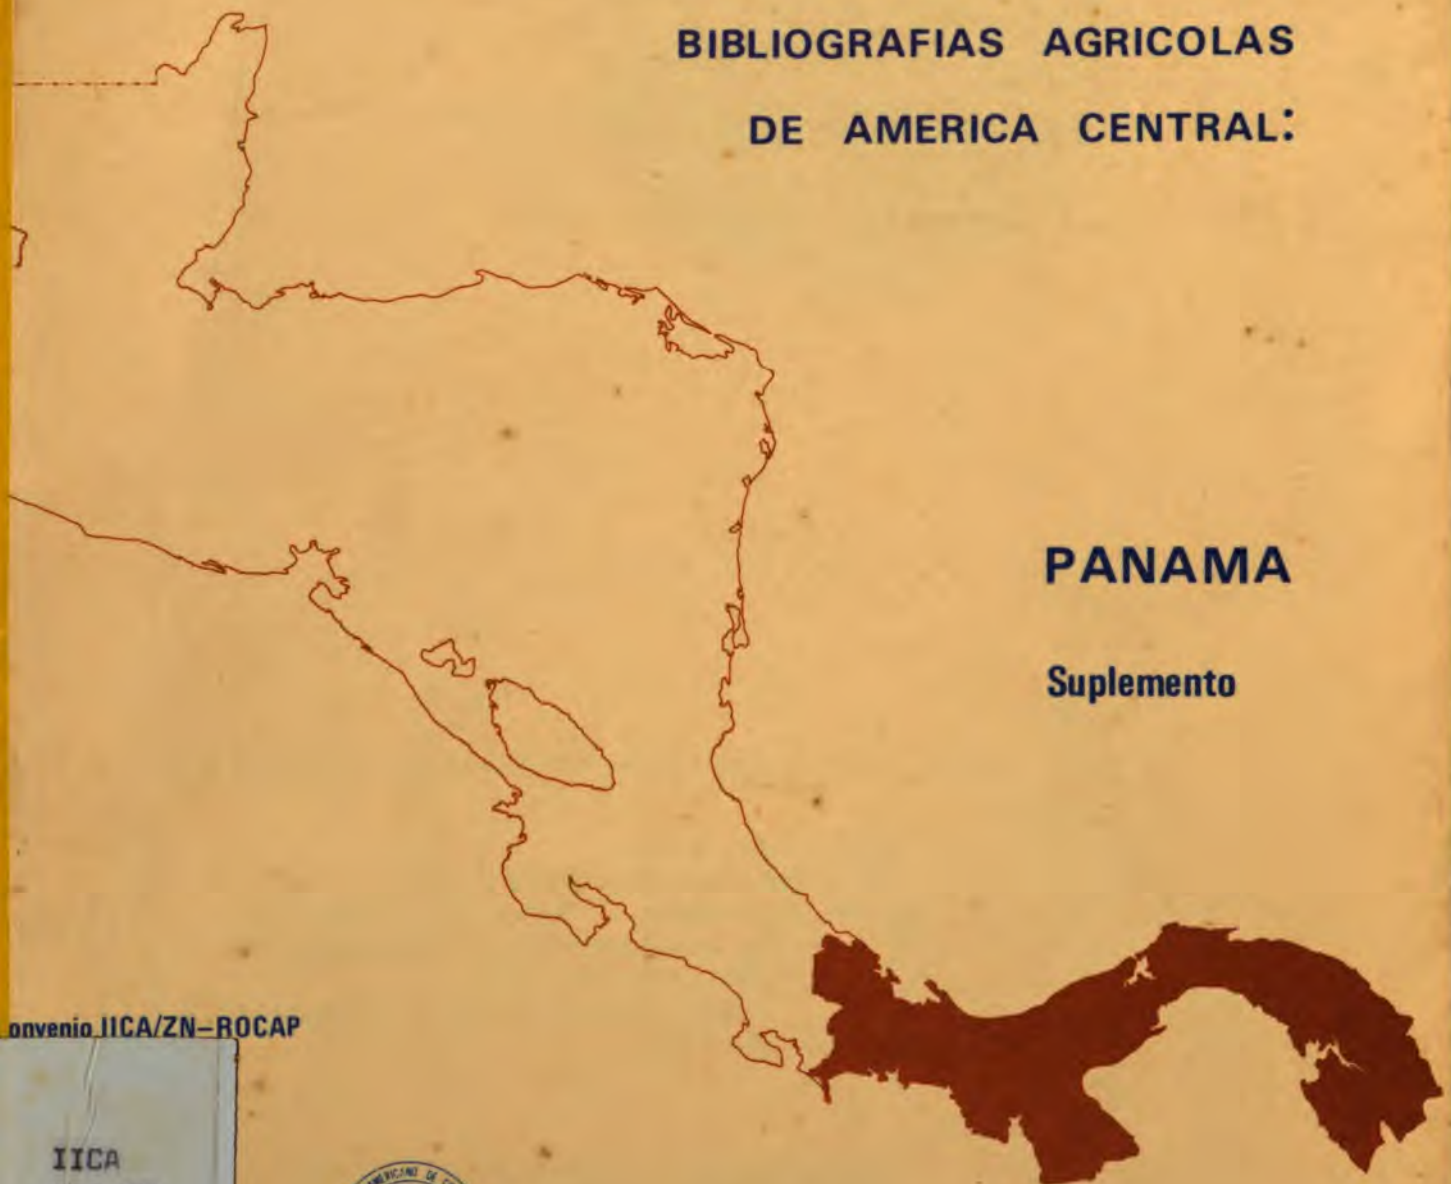 BIBLIOGRAFIAS AGRICOLAS
DE AMERICA CENTRAL:
PANAMA
Suplemento
onvenio IICA/ZN–ROCAP
IICA